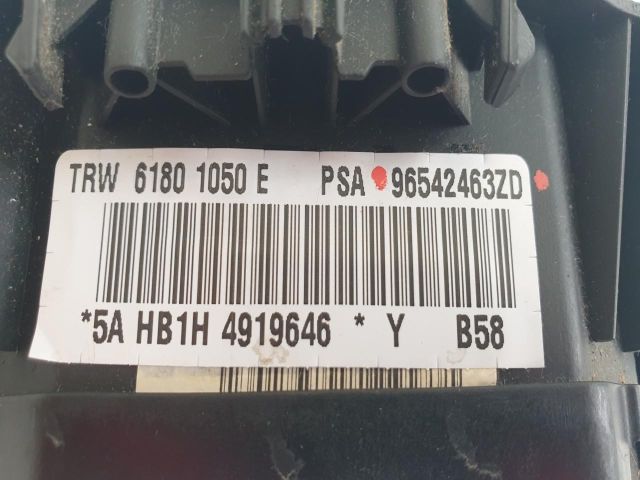 TRW 6180 1050 E PSA 96542463ZD
*5A HB1H 4919646 * Y B58